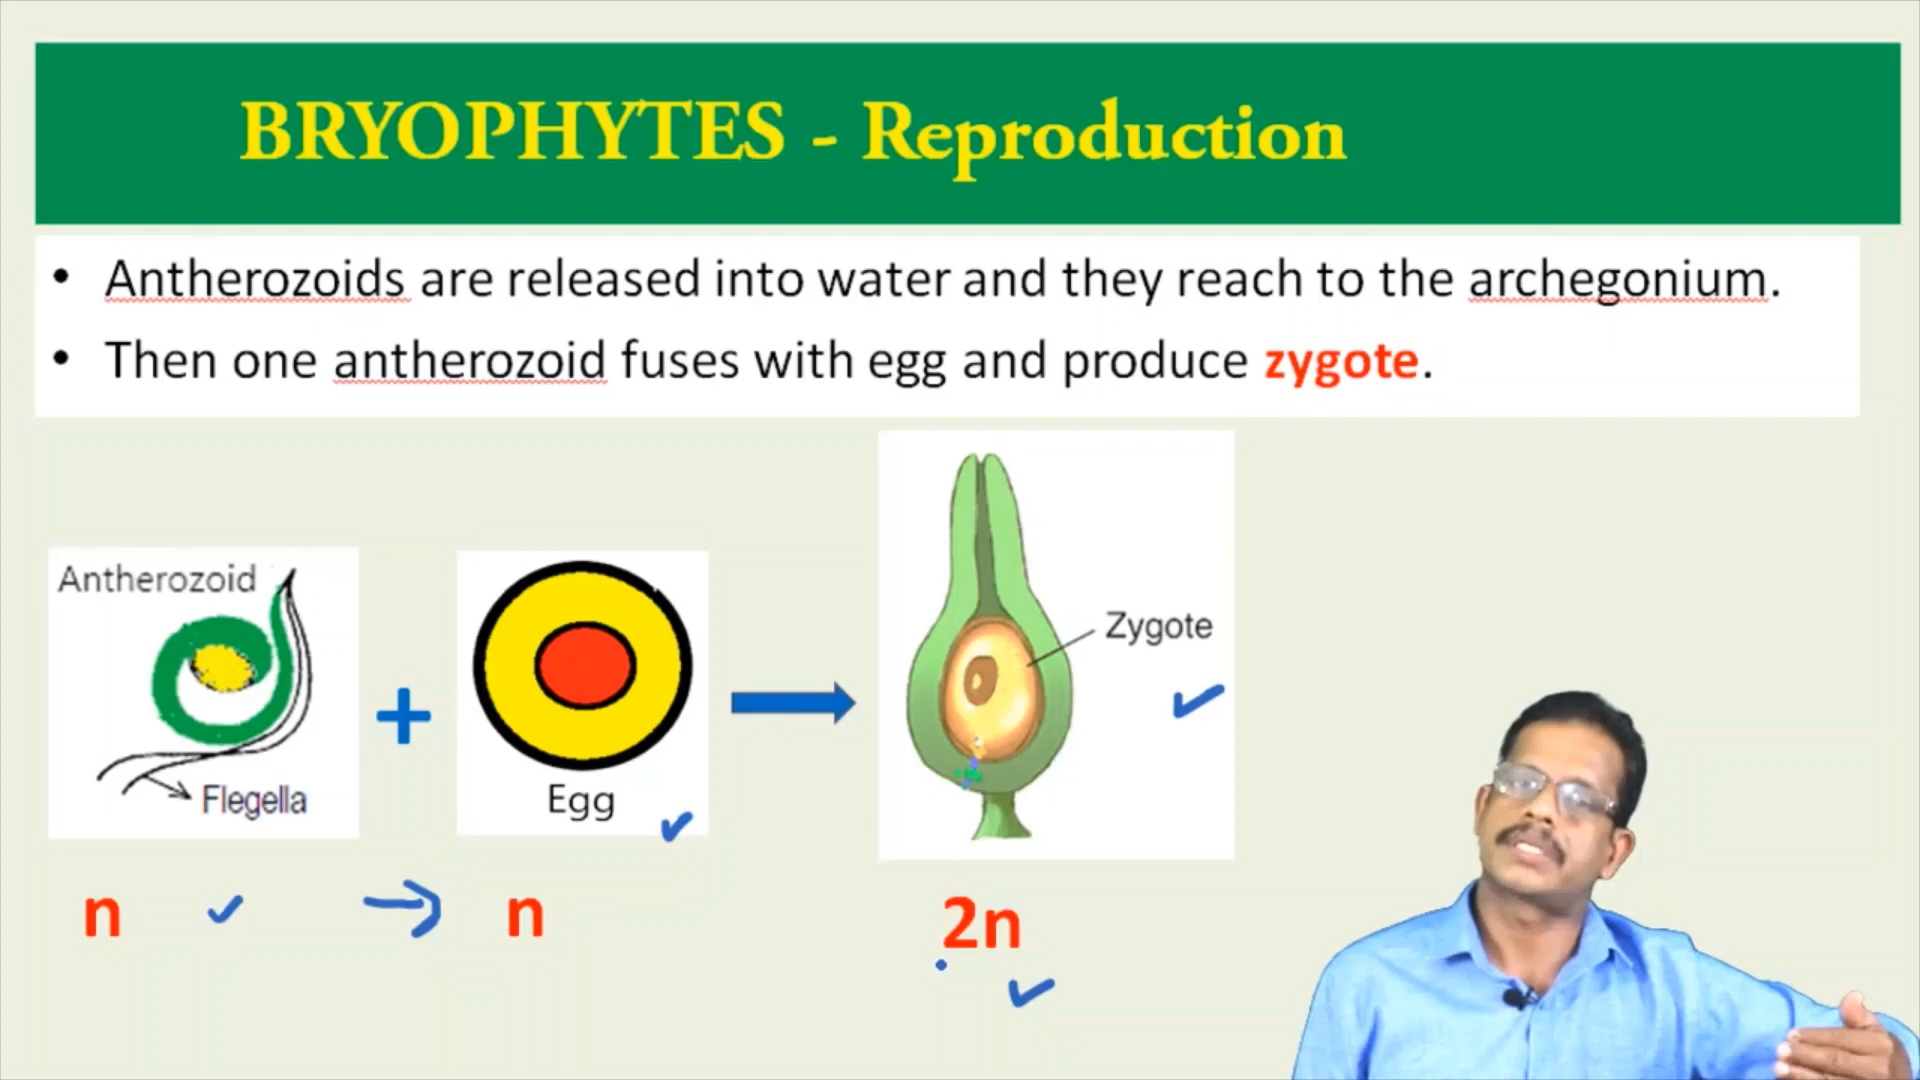 BRYOPHYTES - Reproduction
• Antherozoids are released into water and they reach to the archegonium.
• Then one antherozoid fuses with egg and produce zygote.
Antherozoid
Flegella
+
Egg
Zygote
n
n
2n